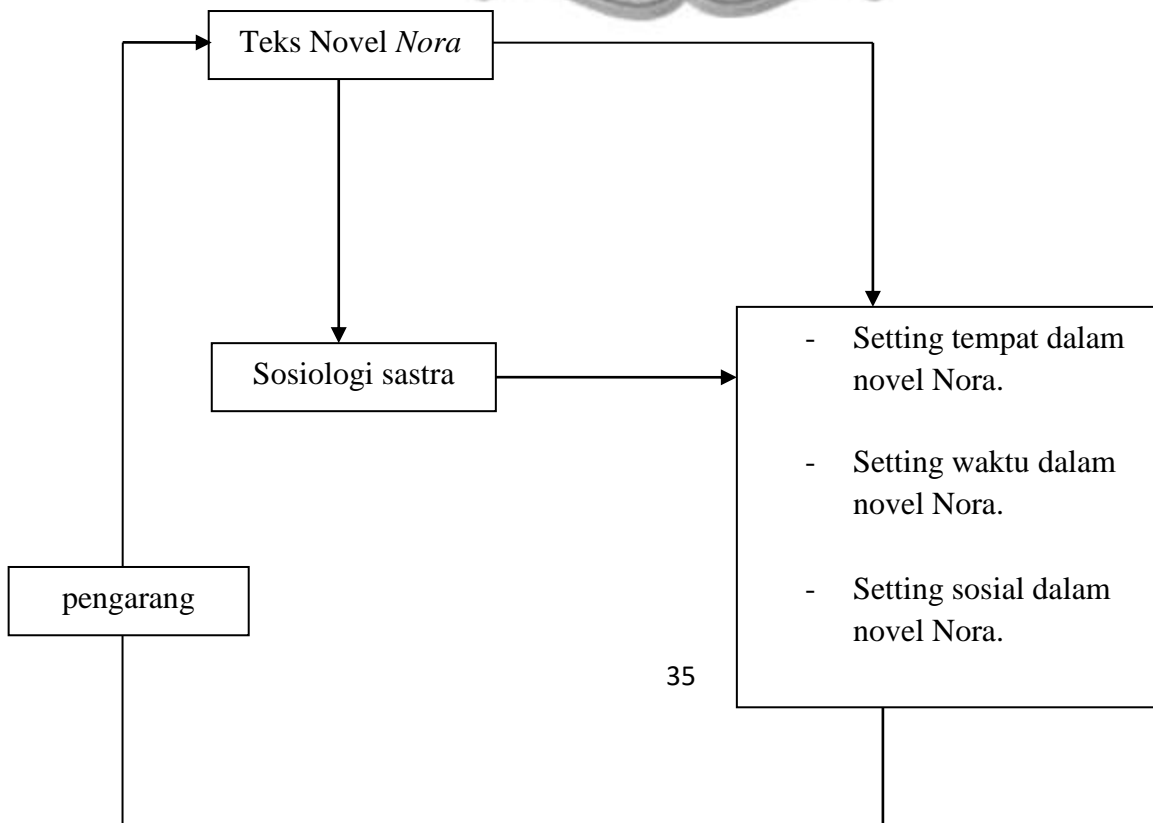 Teks Novel Nora
Sosiologi sastra
- Setting tempat dalam
novel Nora.
- Setting waktu dalam
novel Nora.
- Setting sosial dalam
novel Nora.
pengarang
35